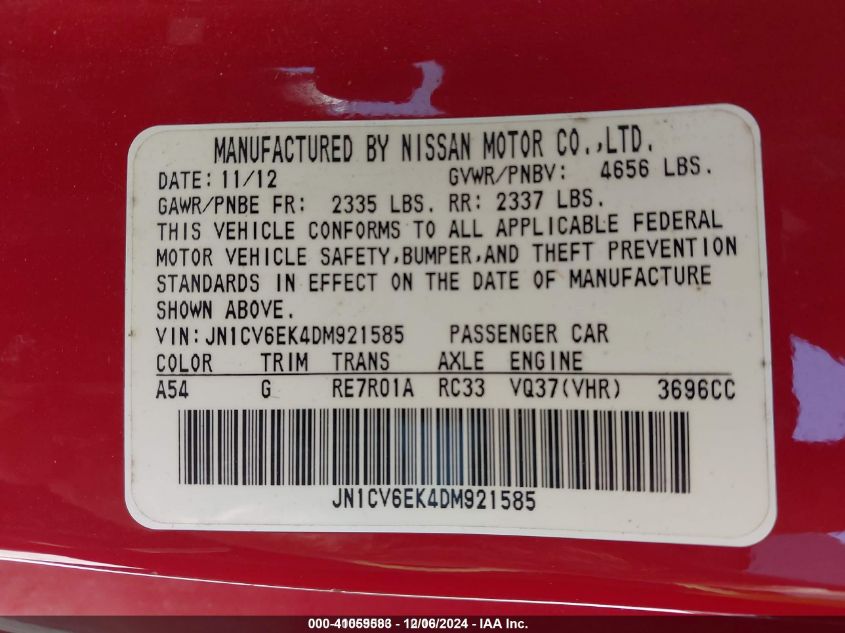 MANUFACTURED BY NISSAN MOTOR CO.,LTD.
DATE: 11/12 GVWR/PNBV: 4656 LBS.
GAWR/PNBE FR: 2335 LBS. RR: 2337 LBS.
THIS VEHICLE CONFORMS TO ALL APPLICABLE FEDERAL
MOTOR VEHICLE SAFETY,BUMPER,AND THEFT PREVENTION
STANDARDS IN EFFECT ON THE DATE OF MANUFACTURE
SHOWN ABOVE.
VIN:JN1CV6EK4DM921585 PASSENGER CAR
COLOR TRIM TRANS AXLE ENGINE
A54 G RE7R01A RC33 VQ37(VHR) 3696CC
JN1CV6EK4DM921585
000-41059583 - 12/06/2024 - IAA Inc.